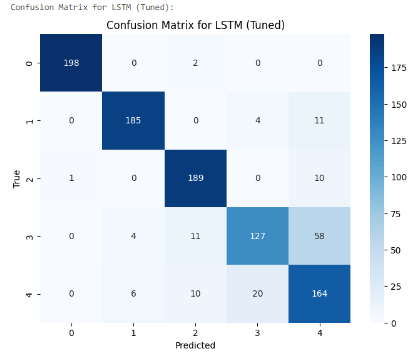 Confusion Matrix for LSTM (Tuned):
Confusion Matrix for LSTM (Tuned)
0 198 0 2 0 0
1 0 185 0 4 11
2 1 0 189 0 10
3 0 4 11 127 58
4 0 6 10 20 164
0 1 2 3 4
True
Predicted
175
150
125
100
75
50
25
0